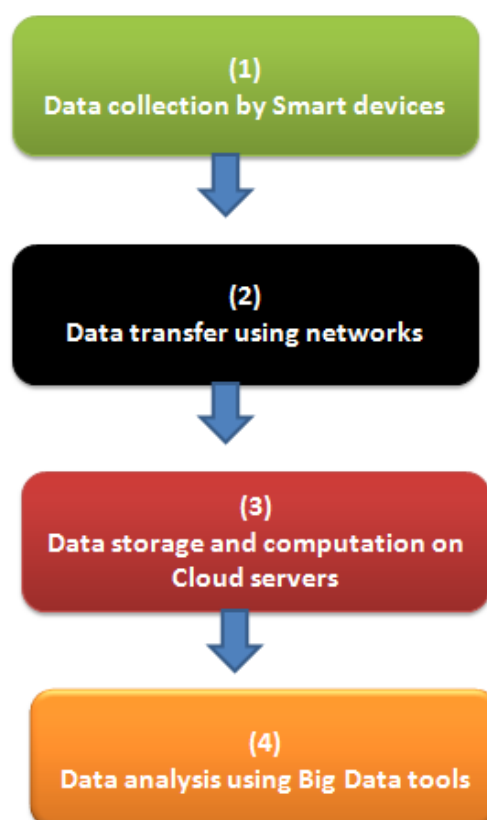 (1)
Data collection by Smart devices
(2)
Data transfer using networks
(3)
Data storage and computation on
Cloud servers
(4)
Data analysis using Big Data tools